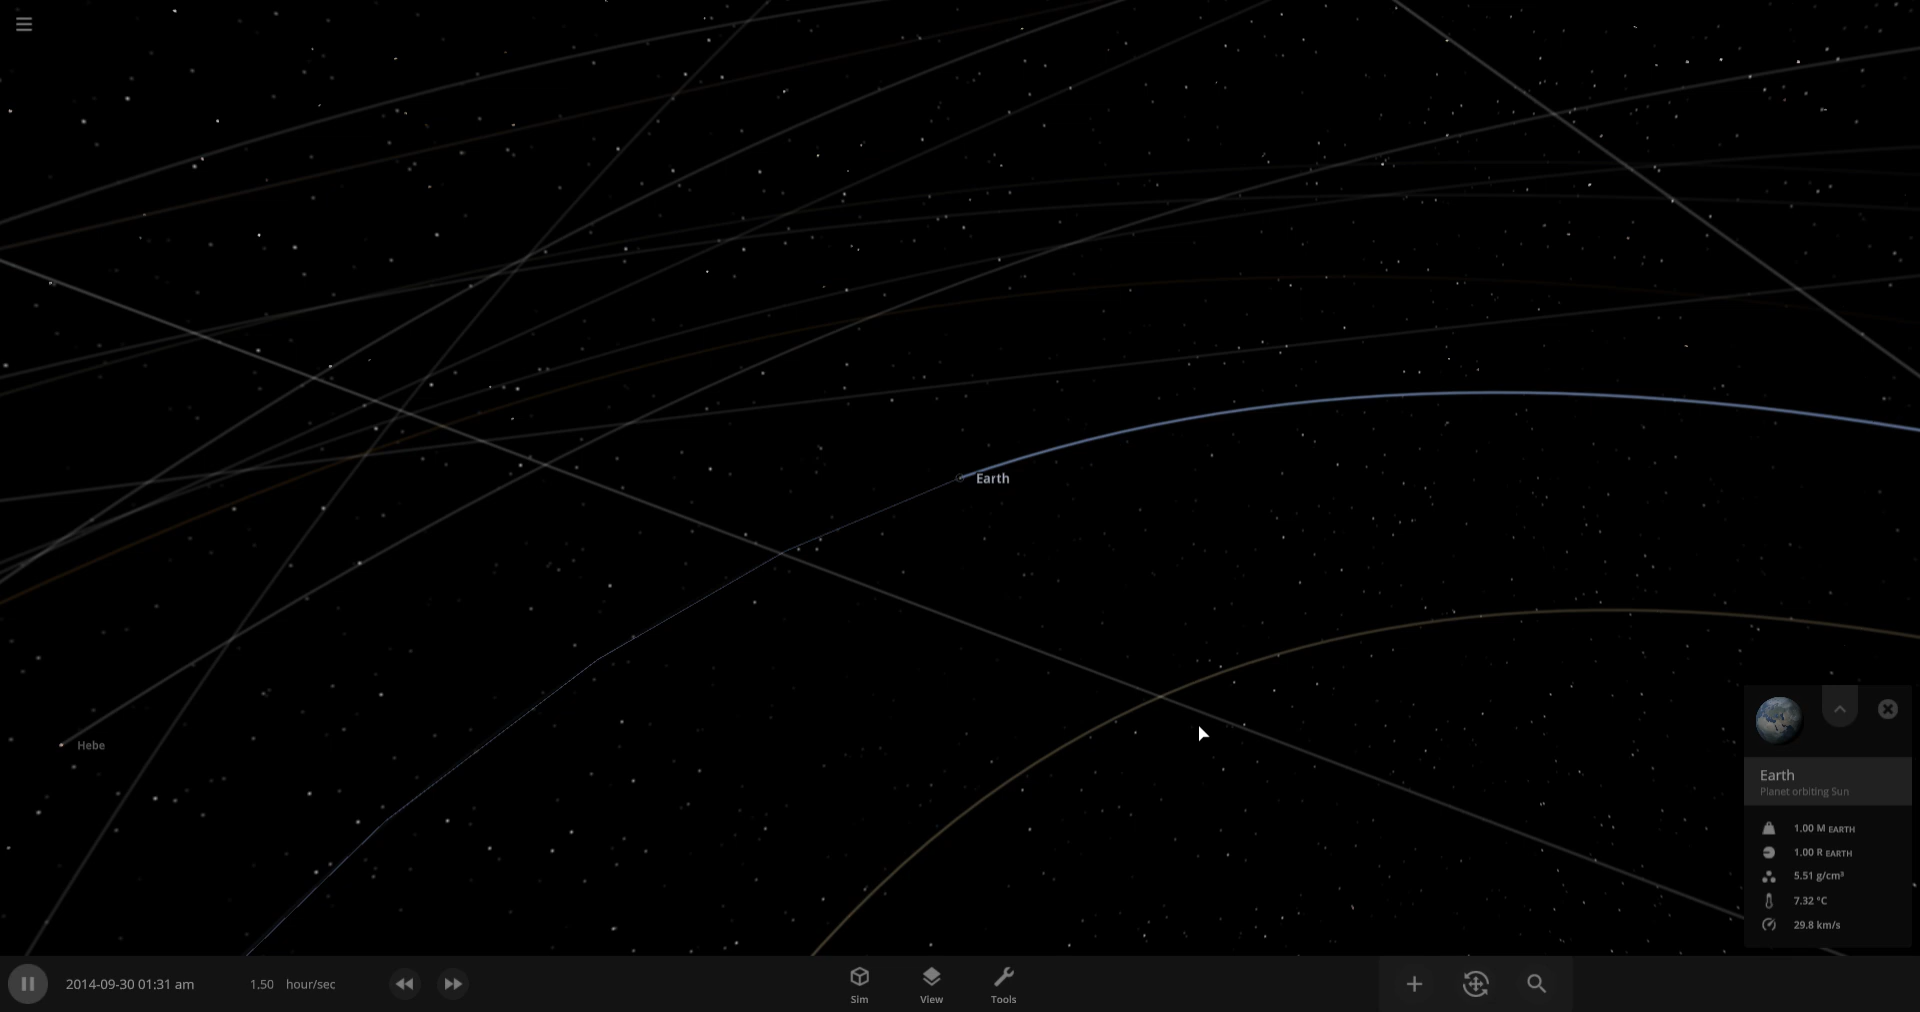 Earth
Hebe
Earth
Planet orbiting Sun
1.00 M EARTH
1.00 R EARTH
5.51 g/cm³
7.32 °C
29.8 km/s
2014-09-30 01:31 am
1.50 hour/sec
Sim
View
Tools